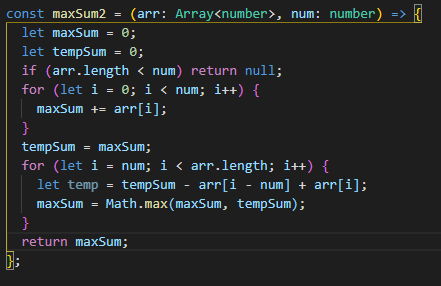 const maxSum2 = (arr: Array<number>, num: number) => {
  let maxSum = 0;
  let tempSum = 0;
  if (arr.length < num) return null;
  for (let i = 0; i < num; i++) {
    maxSum += arr[i];
  }
  tempSum = maxSum;
  for (let i = num; i < arr.length; i++) {
    let temp = tempSum - arr[i - num] + arr[i];
    maxSum = Math.max(maxSum, tempSum);
  }
  return maxSum;
};